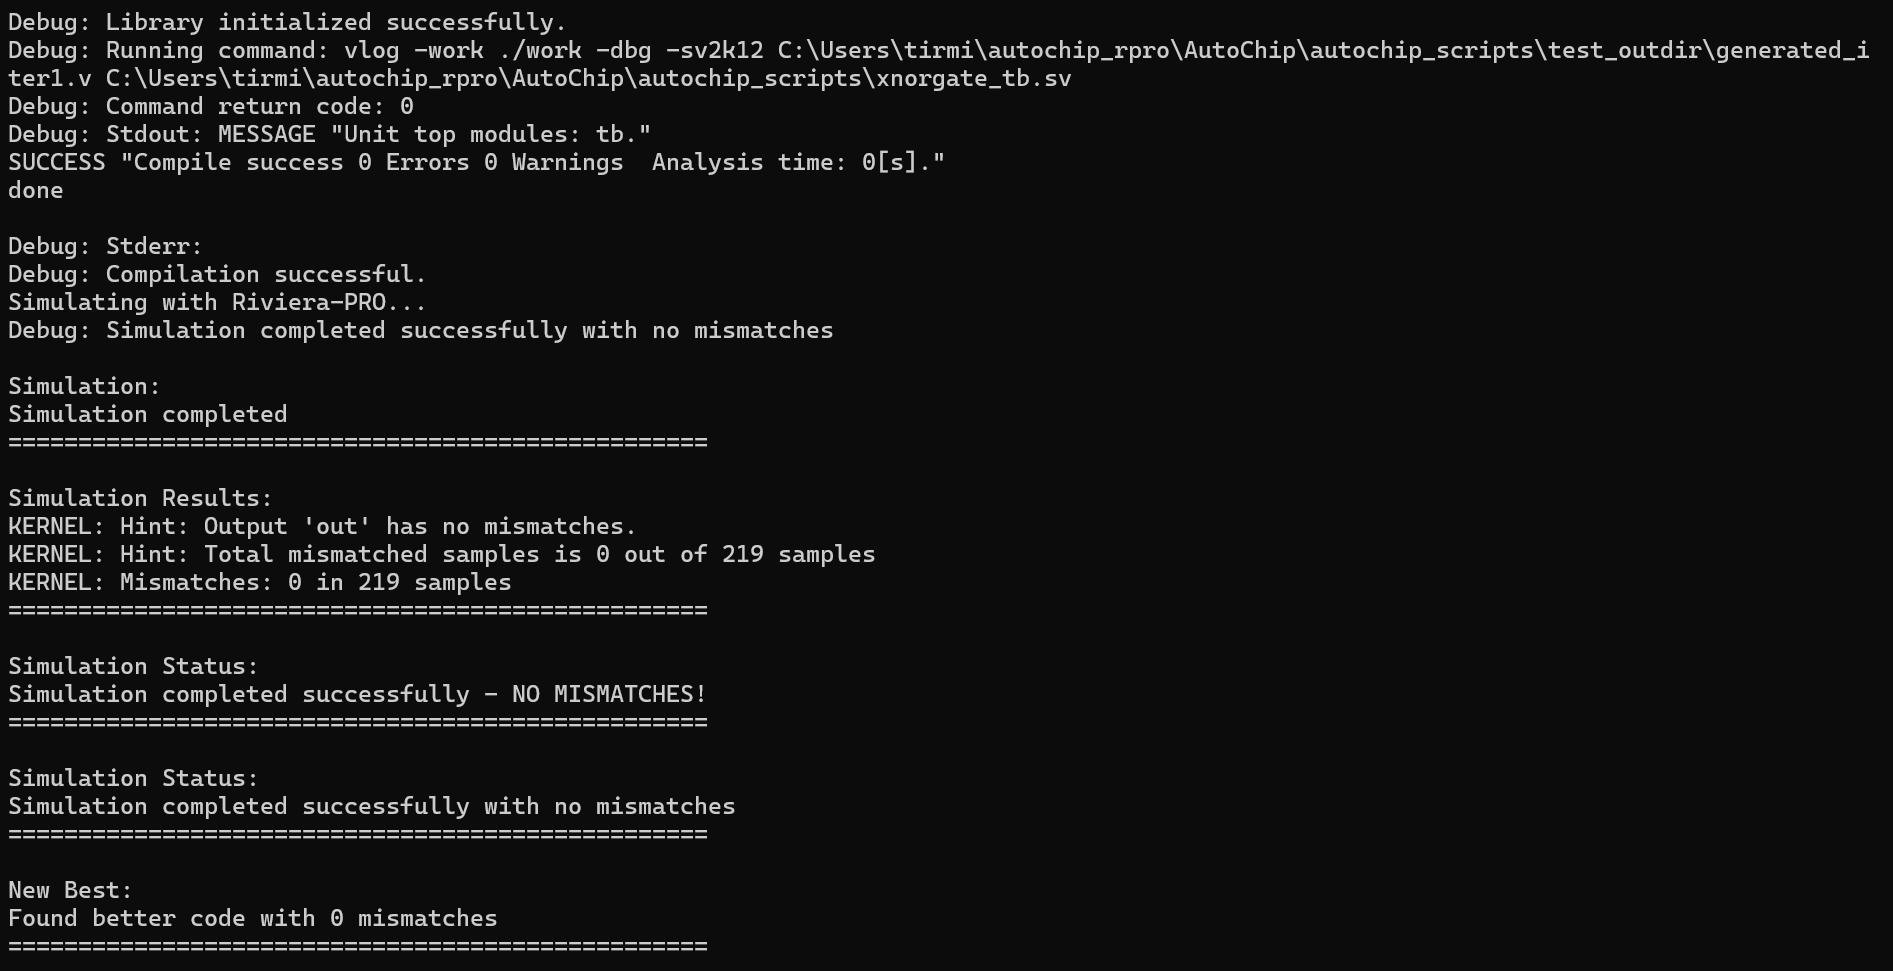 Debug: Library initialized successfully.
Debug: Running command: vlog -work ./work -dbg -sv2k12 C:\Users\tirmi\autochip_rpro\AutoChip\autochip_scripts\test_outdir\generated_i
ter1.v C:\Users\tirmi\autochip_rpro\AutoChip\autochip_scripts\xnorgate_tb.sv
Debug: Command return code: 0
Debug: Stdout: MESSAGE "Unit top modules: tb."
SUCCESS "Compile success 0 Errors 0 Warnings  Analysis time: 0[s]."
done
Debug: Stderr:
Debug: Compilation successful.
Simulating with Riviera-PRO...
Debug: Simulation completed successfully with no mismatches
Simulation:
Simulation completed
==================================================
Simulation Results:
KERNEL: Hint: Output 'out' has no mismatches.
KERNEL: Hint: Total mismatched samples is 0 out of 219 samples
KERNEL: Mismatches: 0 in 219 samples
==================================================
Simulation Status:
Simulation completed successfully - NO MISMATCHES!
==================================================
Simulation Status:
Simulation completed successfully with no mismatches
==================================================
New Best:
Found better code with 0 mismatches
==================================================